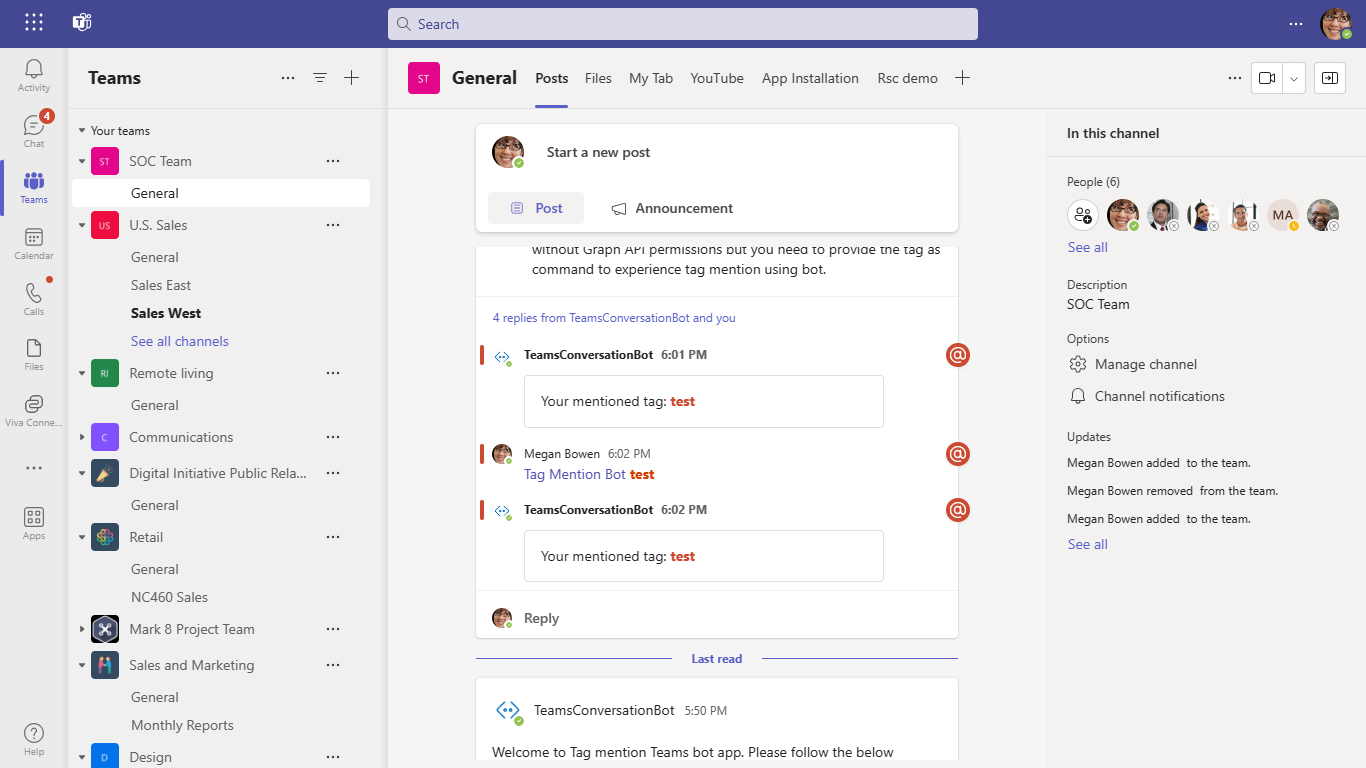 Search
Activity
Chat
4
Teams
Calendar
Calls
Files
Viva Conne...
Apps
Help
Teams
Your teams
ST SOC Team
General
US U.S. Sales
General
Sales East
Sales West
See all channels
RI Remote living
General
C Communications
Digital Initiative Public Rela...
General
Retail
General
NC460 Sales
Mark 8 Project Team
Sales and Marketing
General
Monthly Reports
D Design
ST General Posts Files My Tab YouTube App Installation Rsc demo
Start a new post
Post Announcement
without Graph API permissions but you need to provide the tag as
command to experience tag mention using bot.
4 replies from TeamsConversationBot and you
TeamsConversationBot 6:01 PM @
Your mentioned tag: test
Megan Bowen 6:02 PM @
Tag Mention Bot test
TeamsConversationBot 6:02 PM @
Your mentioned tag: test
Reply
Last read
TeamsConversationBot 5:50 PM
Welcome to Tag mention Teams bot app. Please follow the below
In this channel
People (6)
MA
See all
Description
SOC Team
Options
Manage channel
Channel notifications
Updates
Megan Bowen added to the team.
Megan Bowen removed from the team.
Megan Bowen added to the team.
See all